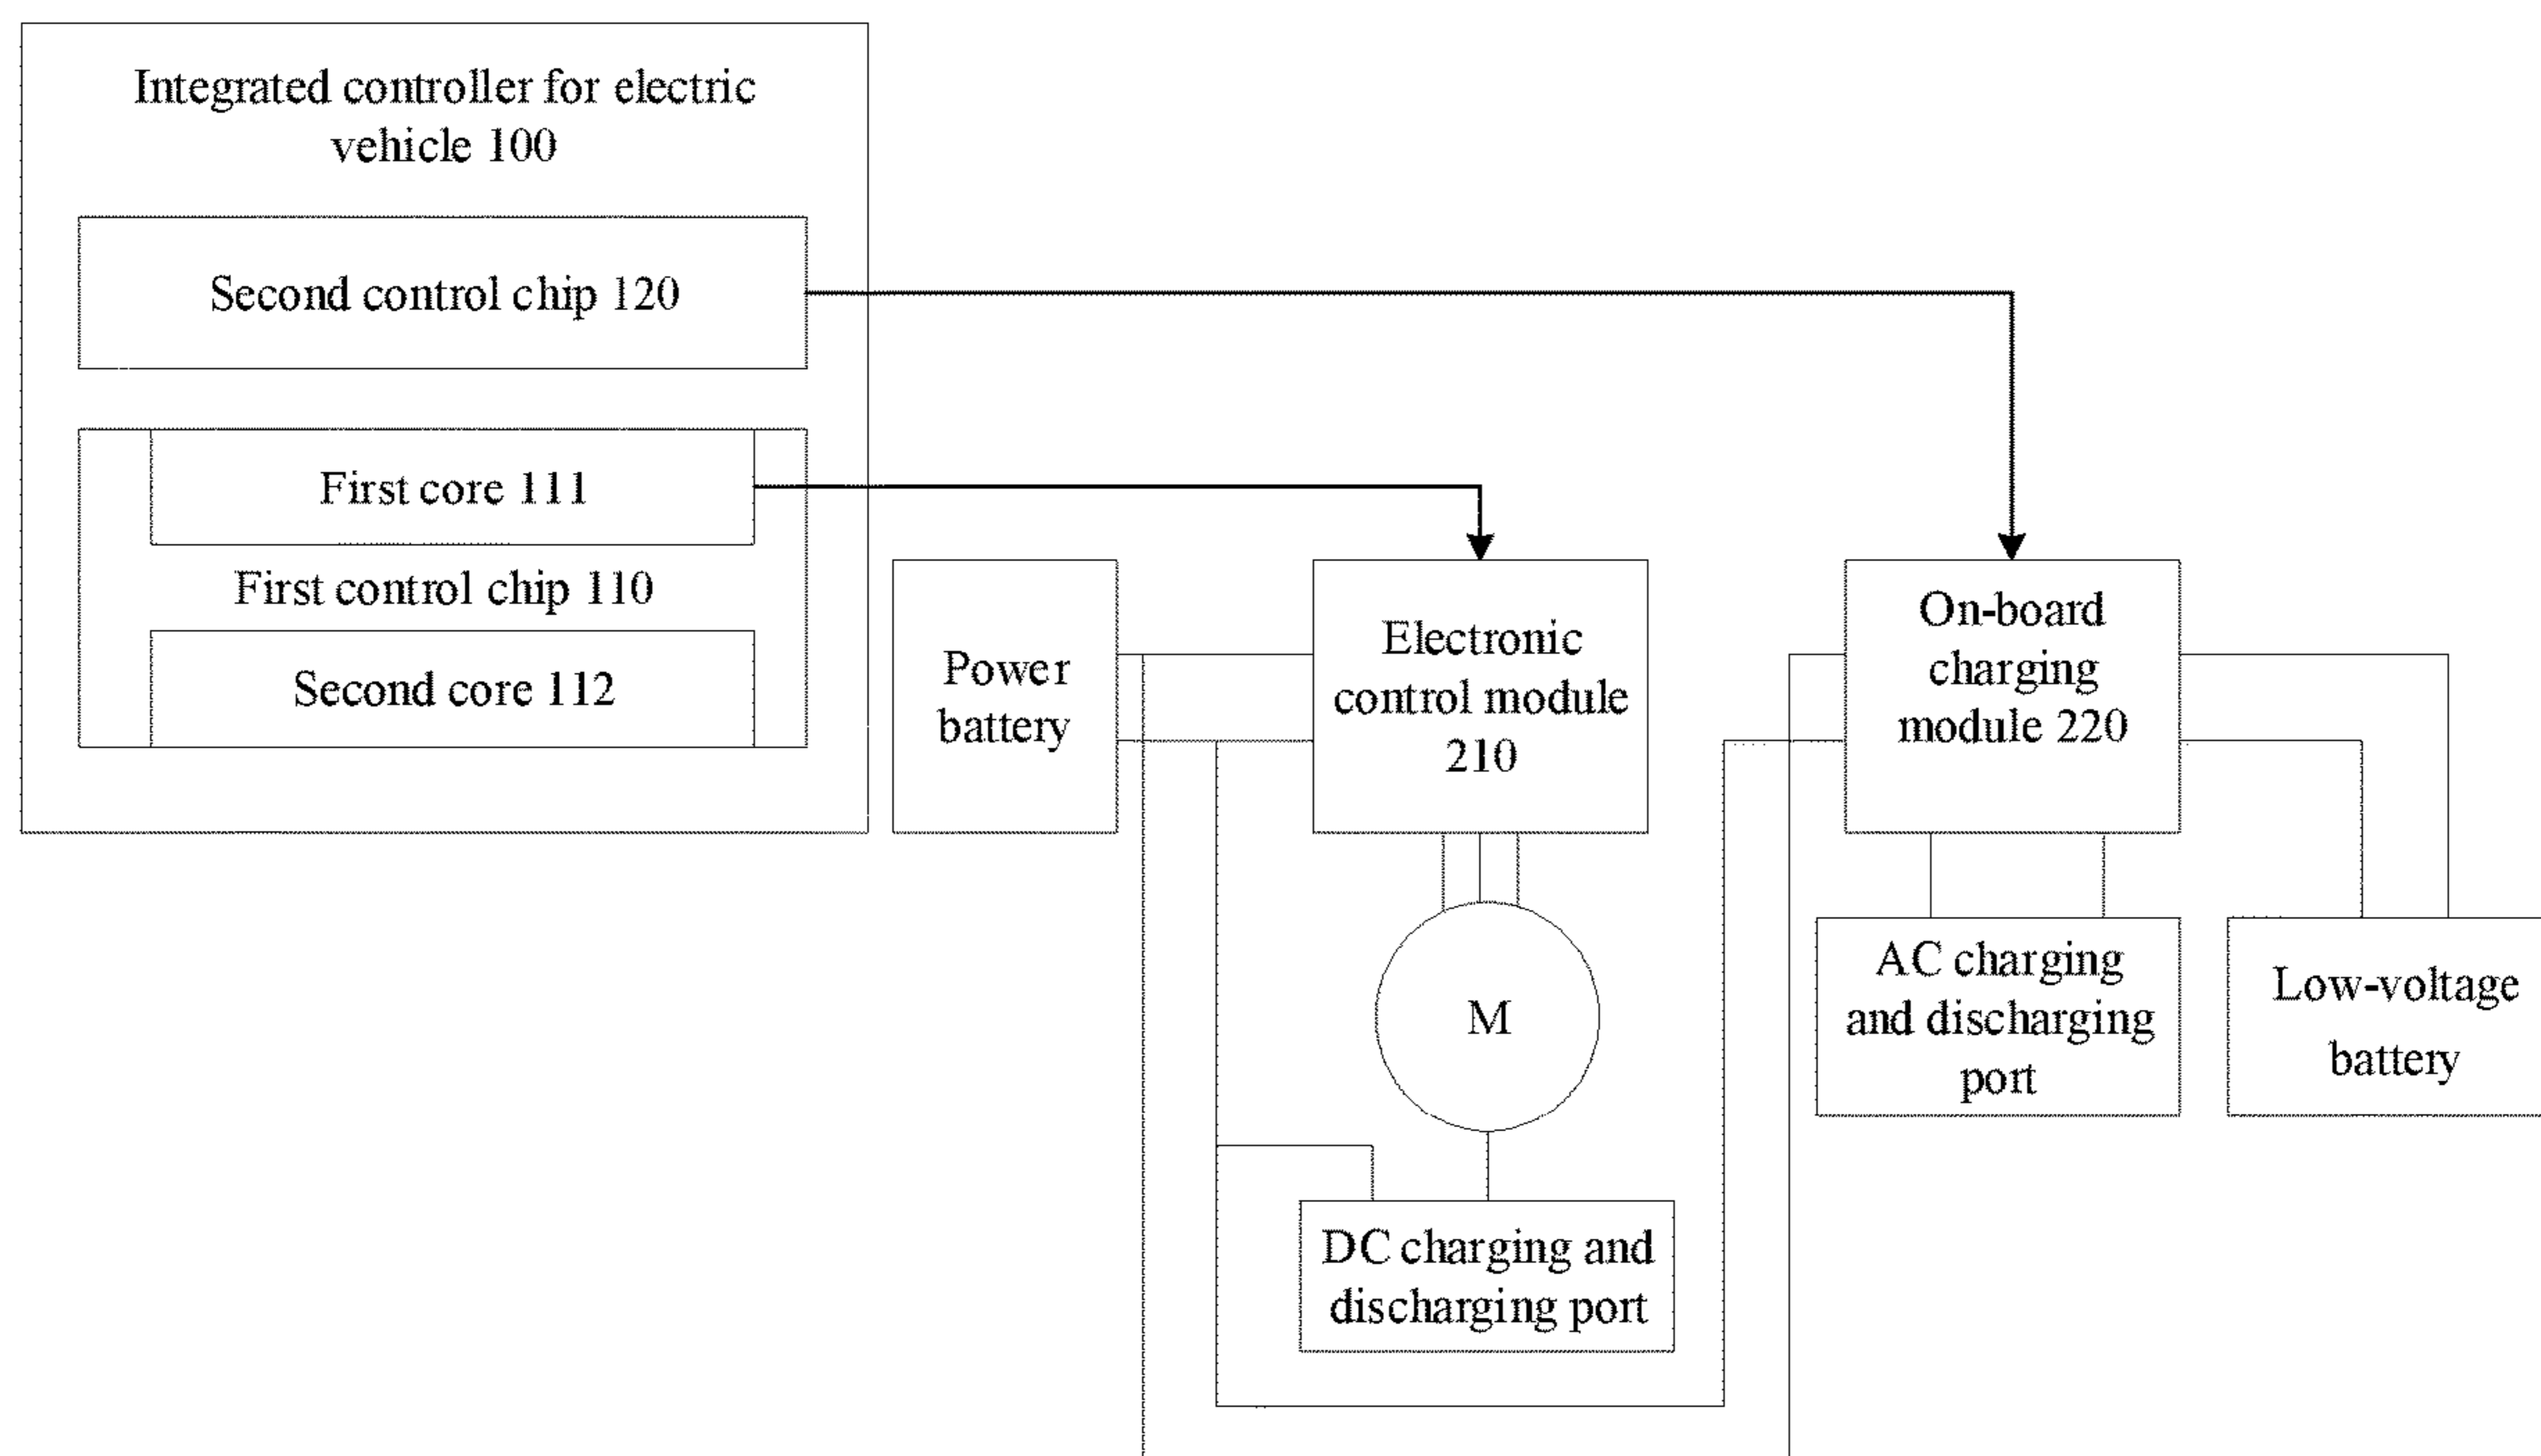 Integrated controller for electric
vehicle 100
Second control chip 120
First core 111
First control chip 110
Second core 112
Power
battery
Electronic
control module
210
On-board
charging
module 220
M
AC charging
and discharging
port
Low-voltage
battery
DC charging and
discharging port